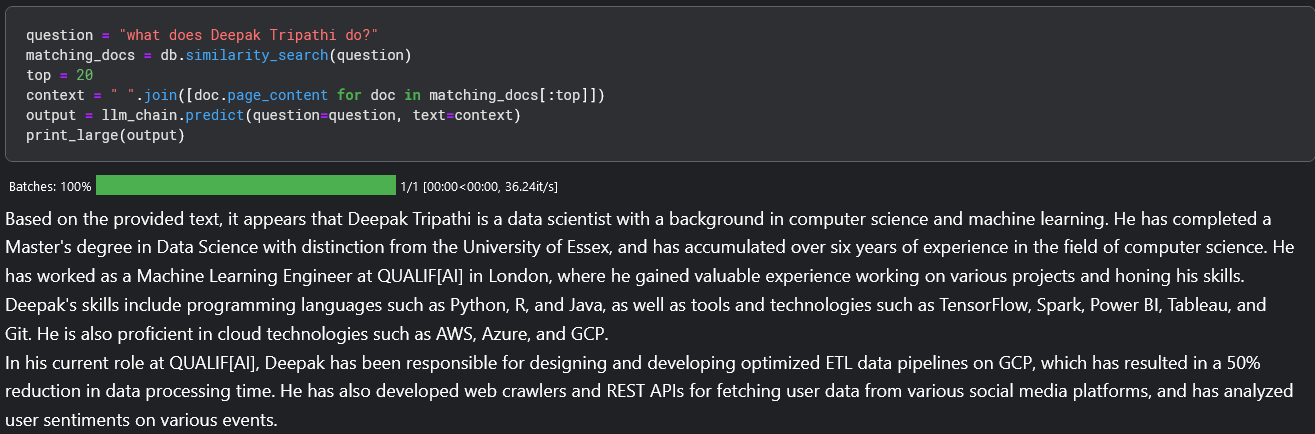 question = "what does Deepak Tripathi do?"
matching_docs = db.similarity_search(question)
top = 20
context = " ".join([doc.page_content for doc in matching_docs[:top]])
output = llm_chain.predict(question=question, text=context)
print_large(output)
Batches: 100% 1/1 [00:00<00:00, 36.24it/s]
Based on the provided text, it appears that Deepak Tripathi is a data scientist with a background in computer science and machine learning. He has completed a
Master's degree in Data Science with distinction from the University of Essex, and has accumulated over six years of experience in the field of computer science. He
has worked as a Machine Learning Engineer at QUALIF[AI] in London, where he gained valuable experience working on various projects and honing his skills.
Deepak's skills include programming languages such as Python, R, and Java, as well as tools and technologies such as TensorFlow, Spark, Power BI, Tableau, and
Git. He is also proficient in cloud technologies such as AWS, Azure, and GCP.
In his current role at QUALIF[AI], Deepak has been responsible for designing and developing optimized ETL data pipelines on GCP, which has resulted in a 50%
reduction in data processing time. He has also developed web crawlers and REST APIs for fetching user data from various social media platforms, and has analyzed
user sentiments on various events.